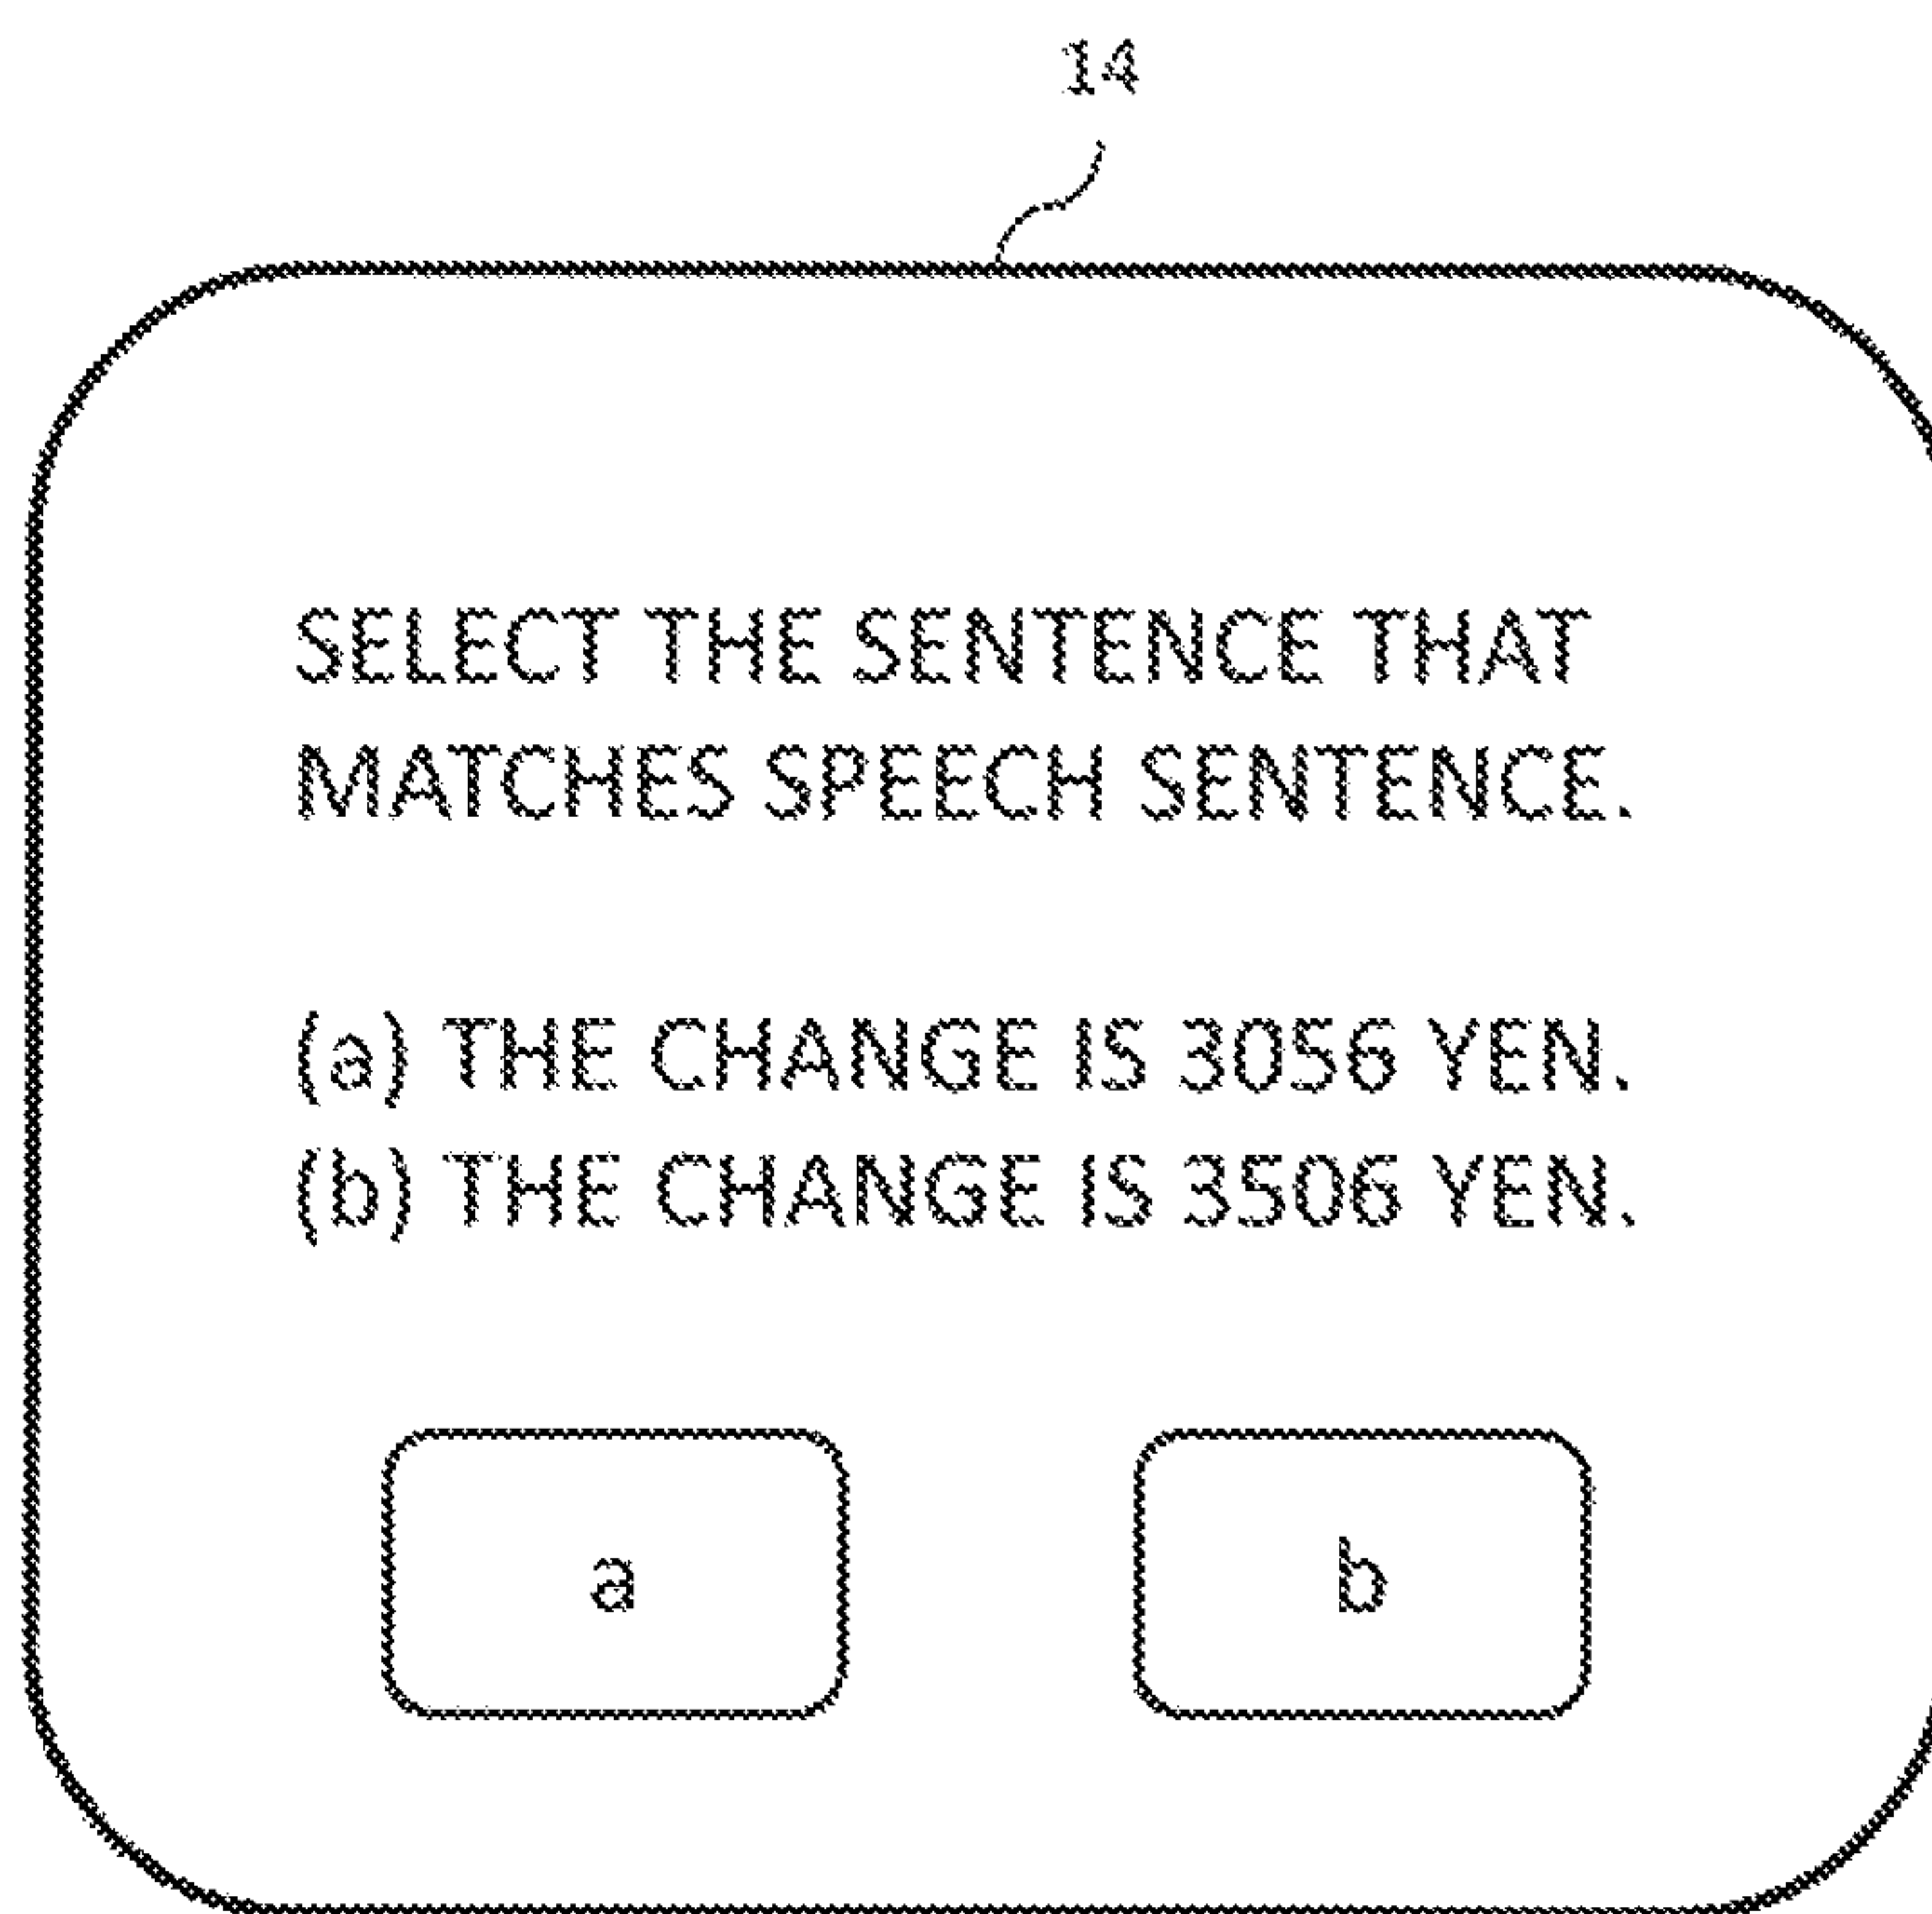 14
SELECT THE SENTENCE THAT
MATCHES SPEECH SENTENCE.
(a) THE CHANGE IS 3056 YEN.
(b) THE CHANGE IS 3506 YEN.
a b